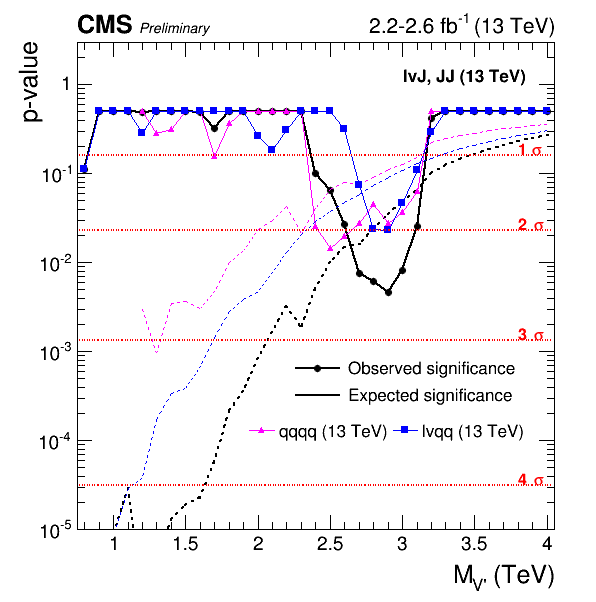 CMS Preliminary 2.2-2.6 fb⁻¹ (13 TeV)
p-value
lvJ, JJ (13 TeV)
1
10⁻¹
10⁻²
10⁻³
10⁻⁴
10⁻⁵
1 σ
2 σ
3 σ
4 σ
Observed significance
Expected significance
qqqq (13 TeV) lvqq (13 TeV)
1 1.5 2 2.5 3 3.5 4
M_V' (TeV)